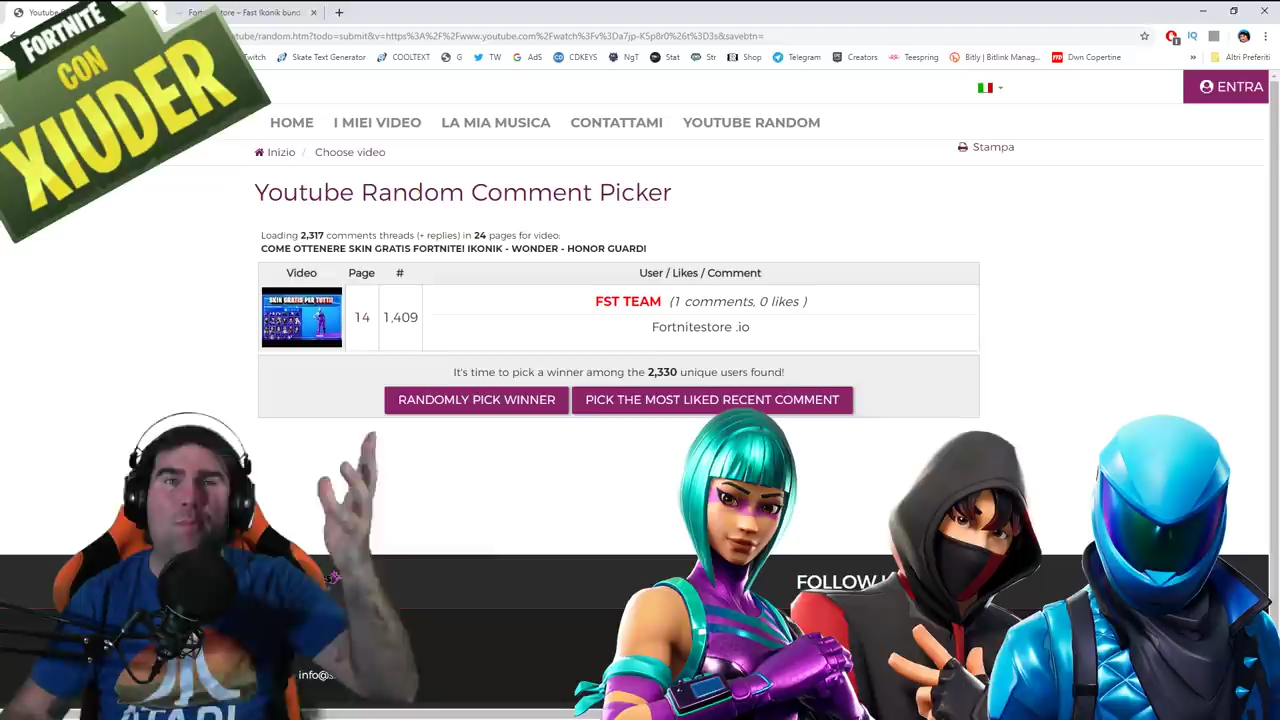 Youtube R
Fortnitestore – Fast Ikonik bund
utube/random.htm?todo=submit&v=https%3A%2F%2Fwww.youtube.com%2Fwatch%3Fv%3Da7jp-K5p8r0%26t%3D3s&savebtn=
witch
Skate Text Generator
COOLTEXT
G
TW
AdS
CDKEYS
NgT
Stat
Str
Shop
Telegram
Creators
Teespring
Bitly | Bitlink Manag...
Dwn Copertine
»
Altri Preferiti
FORTNITE
CON
XIUDER
ENTRA
HOME
I MIEI VIDEO
LA MIA MUSICA
CONTATTAMI
YOUTUBE RANDOM
Inizio / Choose video
Stampa
Youtube Random Comment Picker
Loading 2,317 comments threads (+ replies) in 24 pages for video:
COME OTTENERE SKIN GRATIS FORTNITE! IKONIK - WONDER - HONOR GUARD!
Video Page # User / Likes / Comment
SKIN GRATIS PER TUTTI!
14 1,409
FST TEAM (1 comments, 0 likes )
Fortnitestore .io
It's time to pick a winner among the 2,330 unique users found!
RANDOMLY PICK WINNER
PICK THE MOST LIKED RECENT COMMENT
FOLLOW
info@s
ATARI